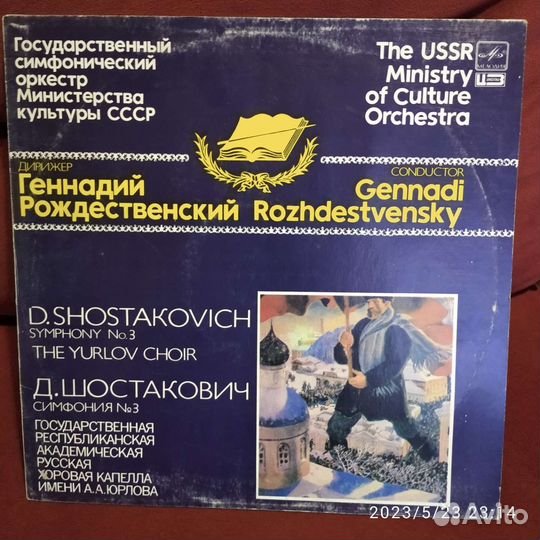 Государственный
симфонический
оркестр
Министерства
культуры СССР
The USSR
Ministry
of Culture
Orchestra
МЕЛОДИЯ
ДИРИЖЕР
Геннадий
Рождественский
CONDUCTOR
Gennadi
Rozhdestvensky
D.SHOSTAKOVICH
SYMPHONY No.3
THE YURLOV CHOIR
Д.ШОСТАКОВИЧ
СИМФОНИЯ №3
ГОСУДАРСТВЕННАЯ
РЕСПУБЛИКАНСКАЯ
АКАДЕМИЧЕСКАЯ
РУССКАЯ
ХОРОВАЯ КАПЕЛЛА
ИМЕНИ А.А.ЮРЛОВА
2023/5/23 23:14
Avito